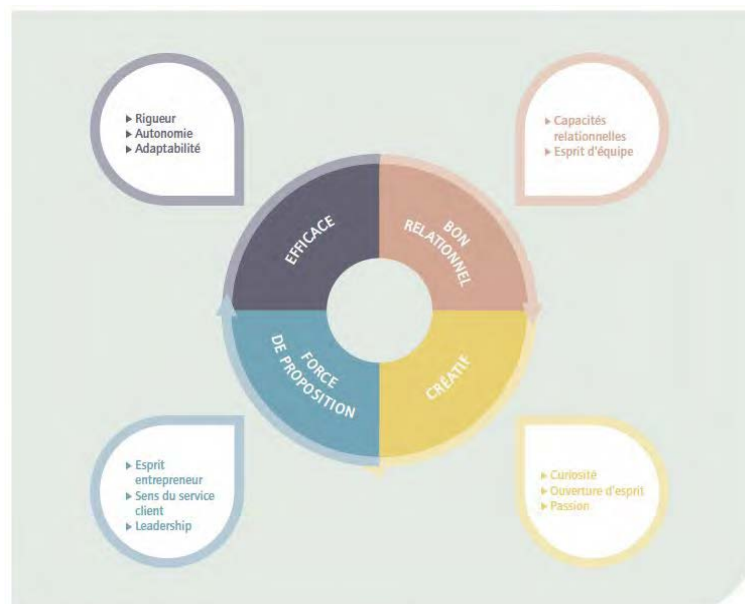 ▶ Rigueur
▶ Autonomie
▶ Adaptabilité
▶ Capacités
relationnelles
▶ Esprit d'équipe
EFFICACE
BON
RELATIONNEL
FORCE
DE PROPOSITION
CRÉATIF
▶ Esprit
entrepreneur
▶ Sens du service
client
▶ Leadership
▶ Curiosité
▶ Ouverture d'esprit
▶ Passion